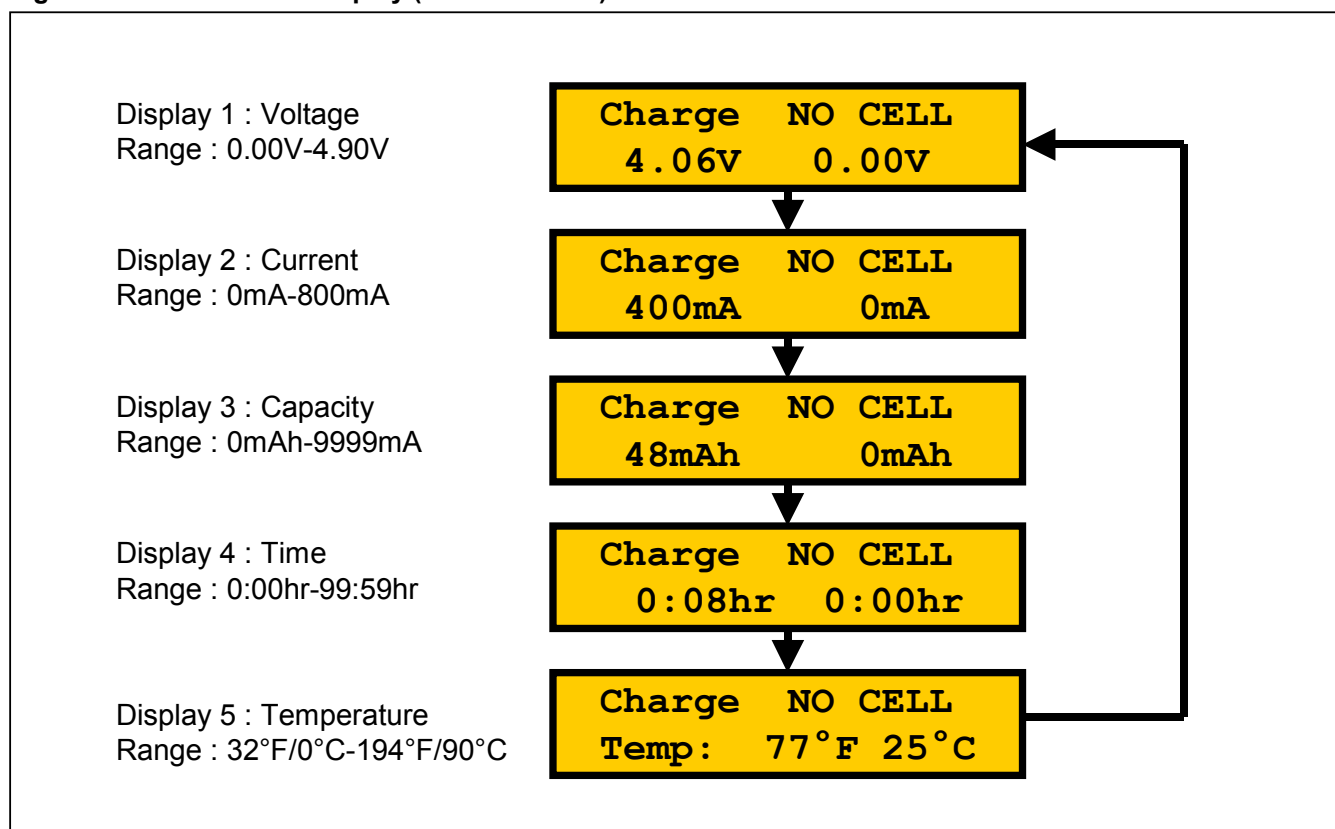 Display 1 : Voltage
Range : 0.00V-4.90V
Charge NO CELL
4.06V 0.00V
Display 2 : Current
Range : 0mA-800mA
Charge NO CELL
400mA 0mA
Display 3 : Capacity
Range : 0mAh-9999mA
Charge NO CELL
48mAh 0mAh
Display 4 : Time
Range : 0:00hr-99:59hr
Charge NO CELL
0:08hr 0:00hr
Display 5 : Temperature
Range : 32°F/0°C-194°F/90°C
Charge NO CELL
Temp: 77°F 25°C